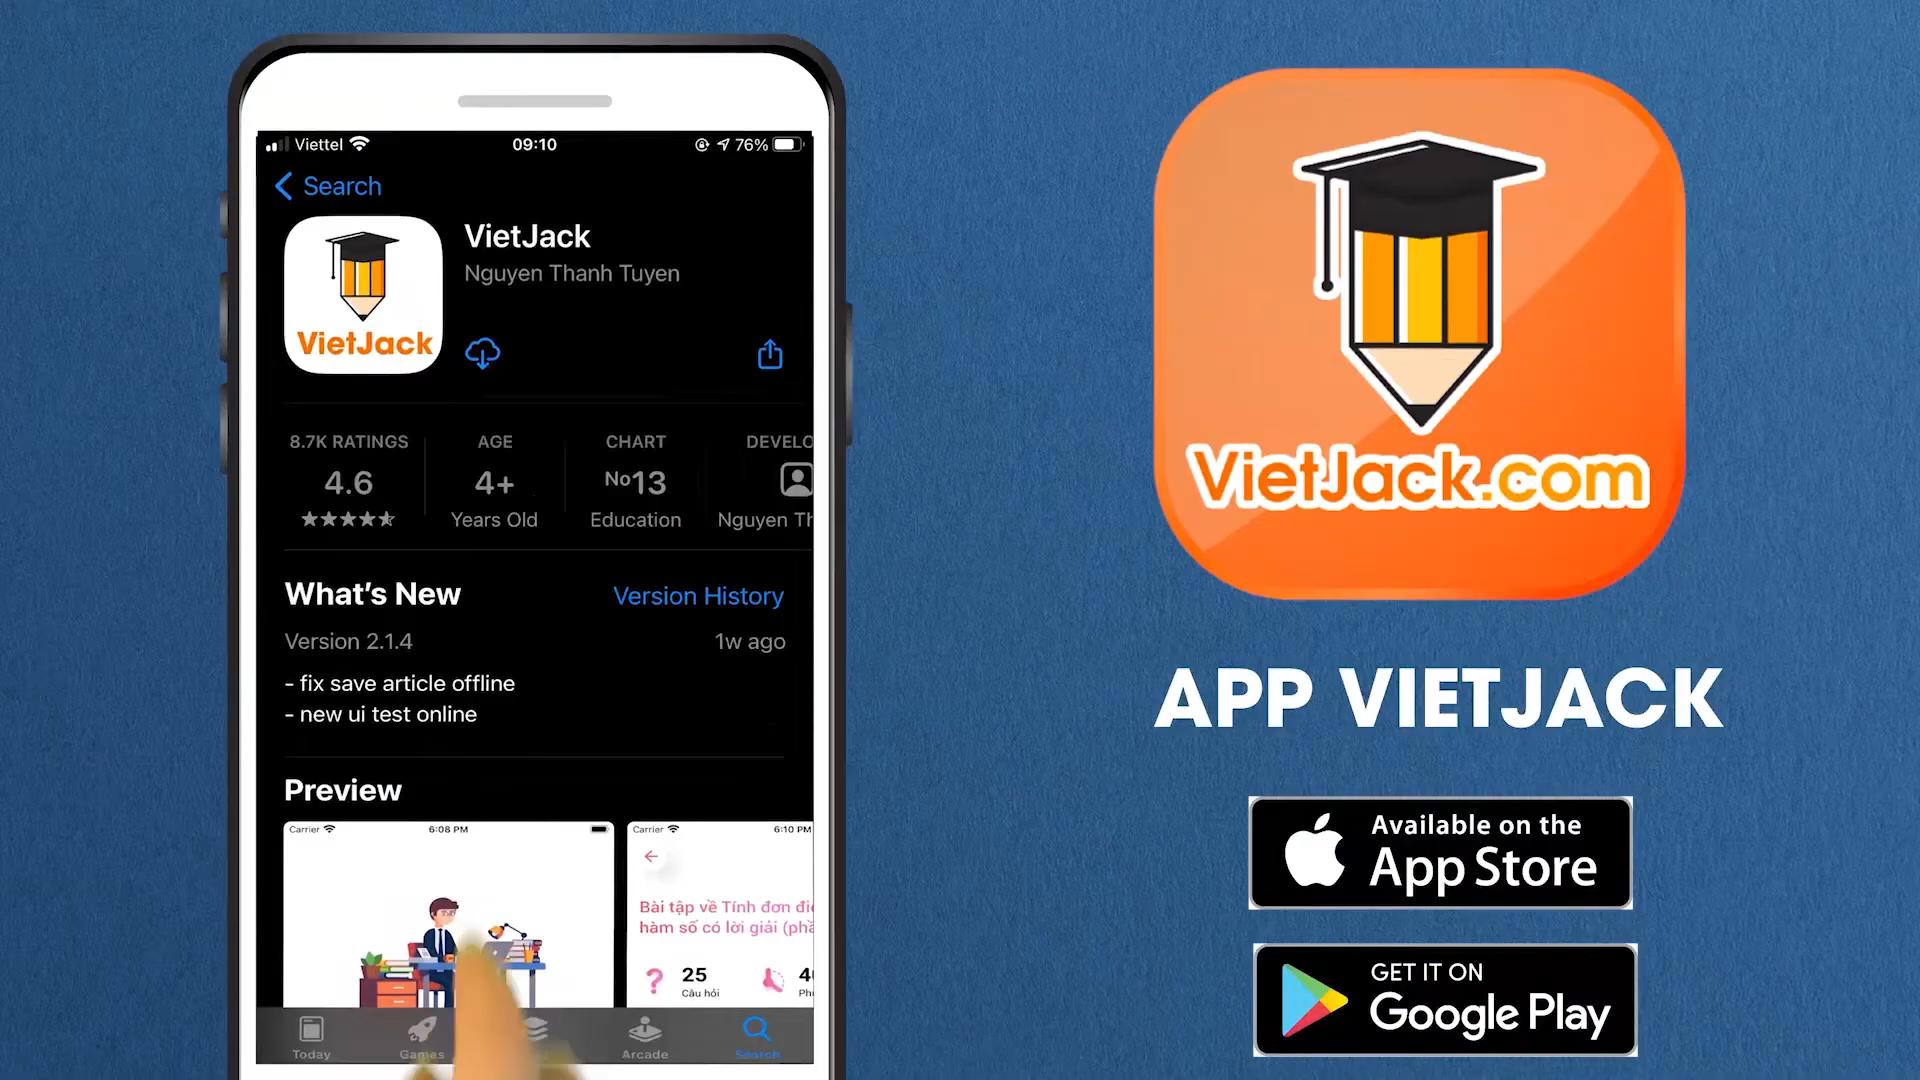 Viettel
09:10
76%
Search
VietJack
Nguyen Thanh Tuyen
VietJack
8.7K RATINGS
4.6
AGE
4+
Years Old
CHART
No13
Education
DEVELO
Nguyen Th
What's New
Version History
Version 2.1.4
1w ago
- fix save article offline
- new ui test online
Preview
Carrier
6:08 PM
Carrier
6:10 PM
Bài tập về Tính đơn đi
hàm số có lời giải (ph
25
Câu hỏi
Today
Games
Arcade
Search
VietJack.com
APP VIETJACK
Available on the
App Store
GET IT ON
Google Play